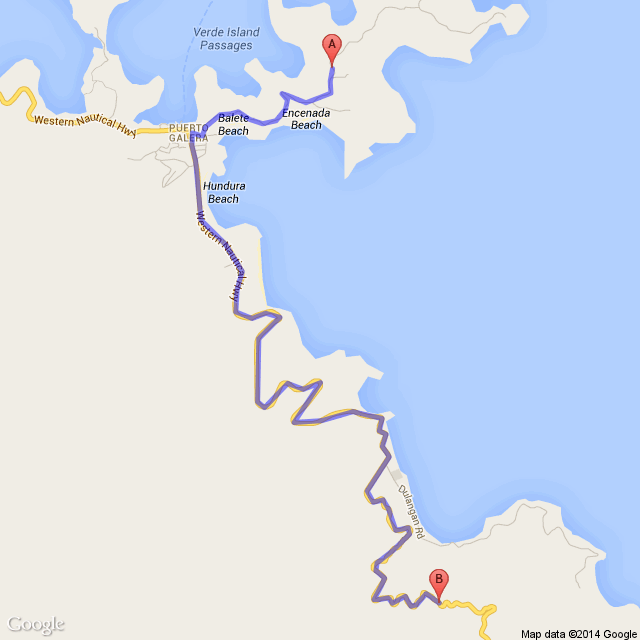 Verde Island
Passages
A
Western Nautical Hwy
PUERTO
GALERA
Balete
Beach
Encenada
Beach
Hundura
Beach
Western Nautical Hwy
Dulangan Rd
B
Google
Map data ©2014 Google